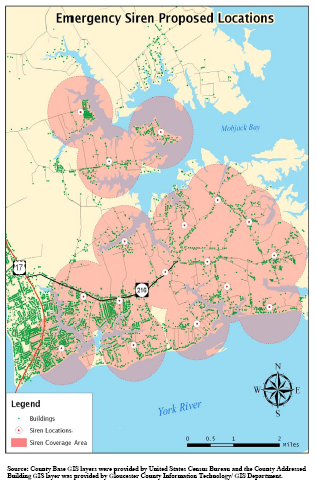 Emergency Siren Proposed Locations
Mobjack Bay
17
216
York River
N
W
E
S
Legend
Buildings
Siren Locations
Siren Coverage Area
0 0.5 1 2
Miles
Source: County Base GIS layers were provided by United States Census Bureau and the County Addressed
Building GIS layer was provided by Gloucester County Information Technology/ GIS Department.